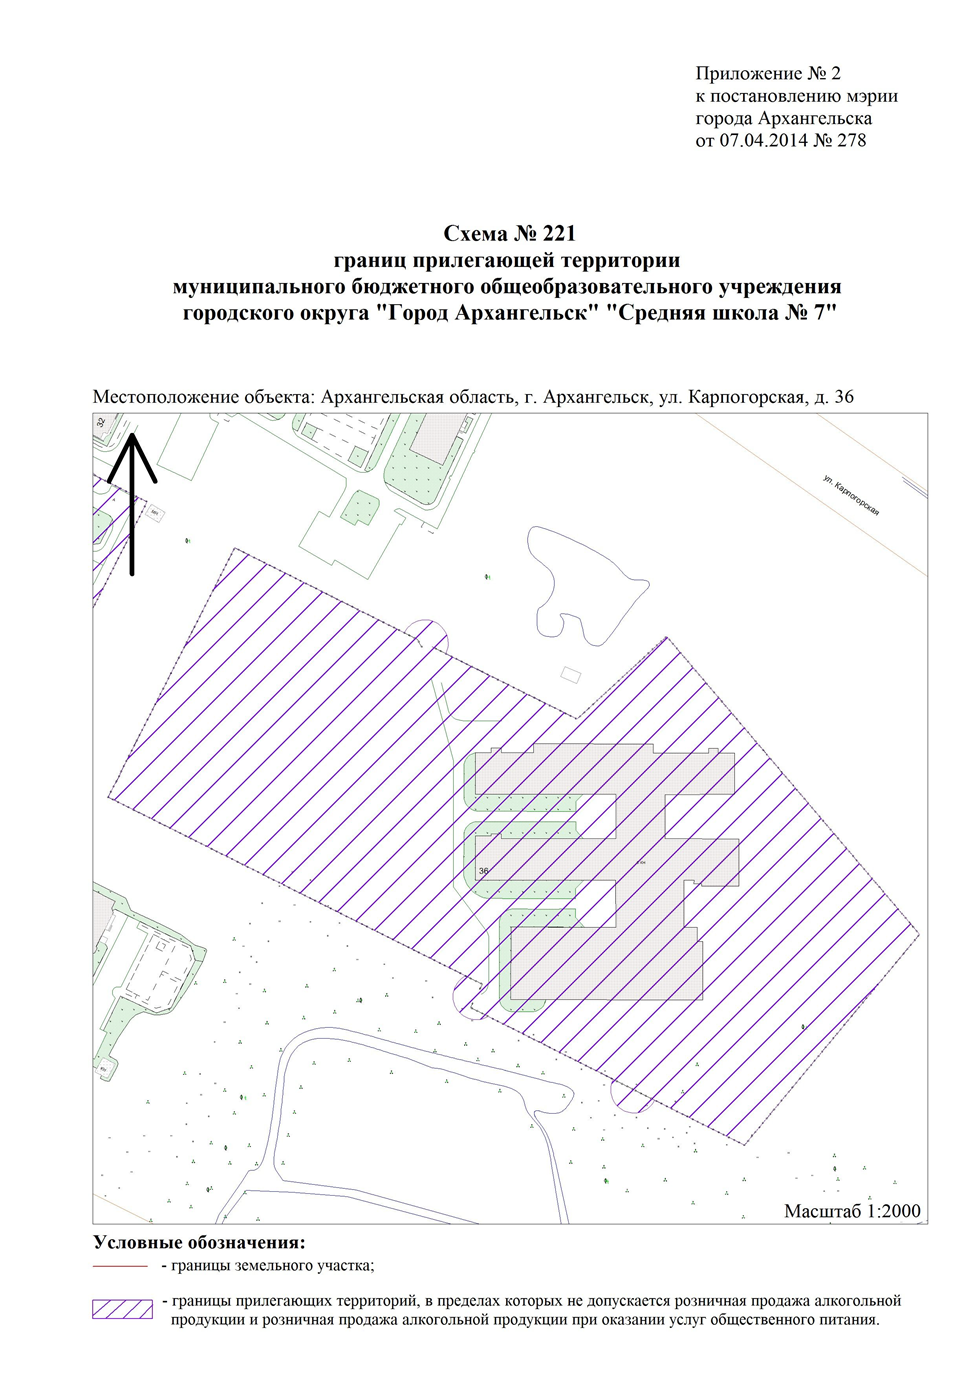 Приложение № 2
к постановлению мэрии
города Архангельска
от 07.04.2014 № 278
Схема № 221
границ прилегающей территории
муниципального бюджетного общеобразовательного учреждения
городского округа "Город Архангельск" "Средняя школа № 7"
Местоположение объекта: Архангельская область, г. Архангельск, ул. Карпогорская, д. 36
32
ул. Карпогорская
36
Масштаб 1:2000
Условные обозначения:
- границы земельного участка;
- границы прилегающих территорий, в пределах которых не допускается розничная продажа алкогольной
продукции и розничная продажа алкогольной продукции при оказании услуг общественного питания.